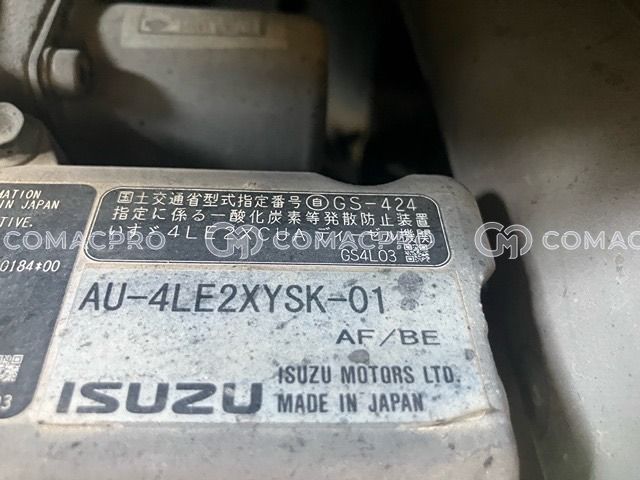 MATION
IN JAPAN
TIVE.
0184*00
03
国土交通省型式指定番号 自 GS-424
指定に係る一酸化炭素等発散防止装置
いすゞ4LE2XCUAディーゼル機関
GS4L03
AU-4LE2XYSK-01
AF/BE
ISUZU
ISUZU MOTORS LTD.
MADE IN JAPAN
COMACPRO
COMACPRO
COMACPRO
COMACPRO